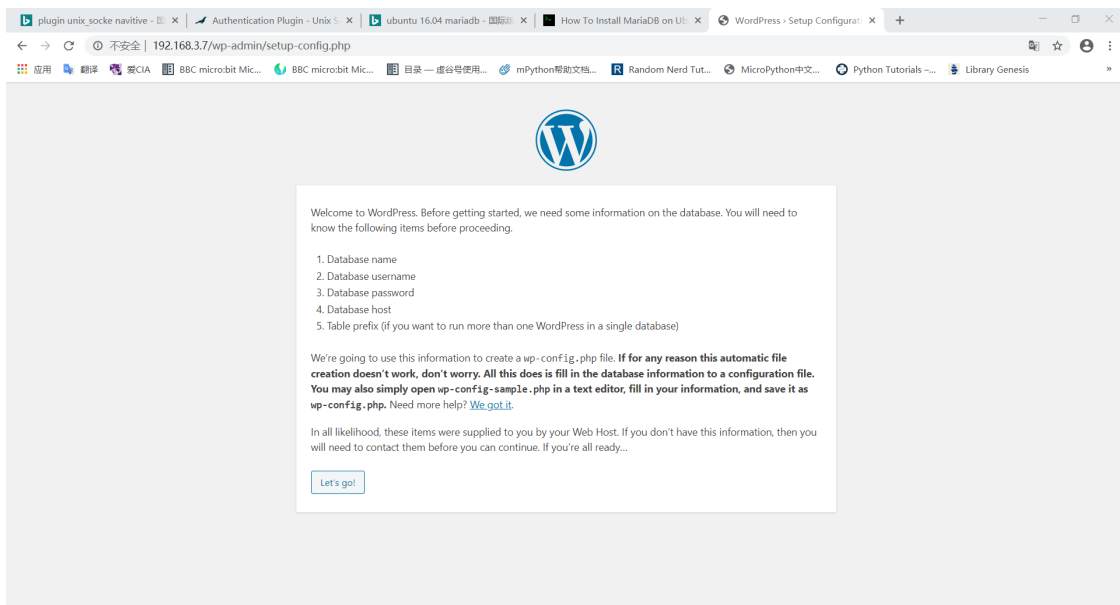 plugin unix_socke navitive - 国
Authentication Plugin - Unix S
ubuntu 16.04 mariadb - 国际版
How To Install MariaDB on Ub
WordPress › Setup Configurat
不安全 | 192.168.3.7/wp-admin/setup-config.php
应用 翻译 爱CIA BBC micro:bit Mic... BBC micro:bit Mic... 目录 — 虚谷号使用... mPython帮助文档... Random Nerd Tut... MicroPython中文... Python Tutorials –... Library Genesis »
Welcome to WordPress. Before getting started, we need some information on the database. You will need to
know the following items before proceeding.
1. Database name
2. Database username
3. Database password
4. Database host
5. Table prefix (if you want to run more than one WordPress in a single database)
We’re going to use this information to create a wp-config.php file. If for any reason this automatic file
creation doesn’t work, don’t worry. All this does is fill in the database information to a configuration file.
You may also simply open wp-config-sample.php in a text editor, fill in your information, and save it as
wp-config.php. Need more help? We got it.
In all likelihood, these items were supplied to you by your Web Host. If you don’t have this information, then you
will need to contact them before you can continue. If you’re all ready…
Let’s go!